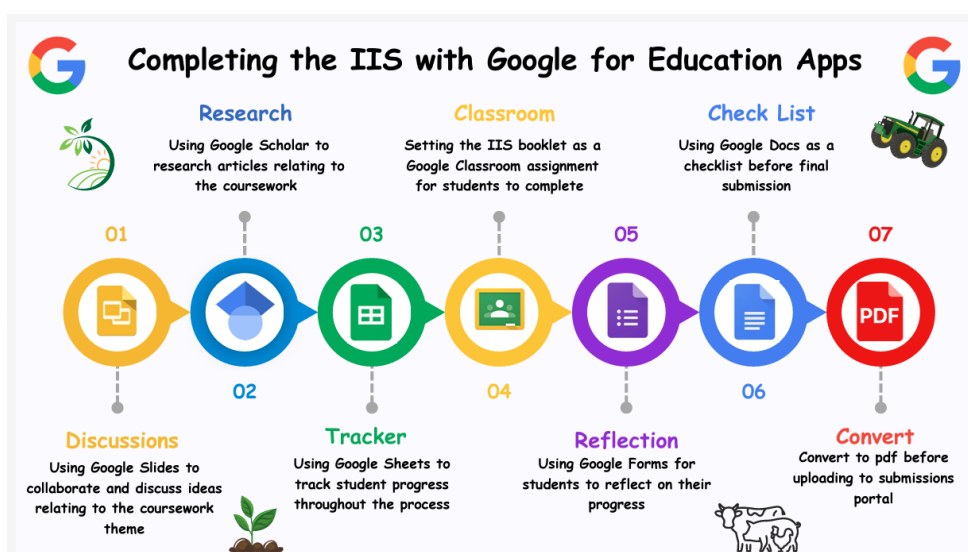 Completing the IIS with Google for Education Apps
Research
Using Google Scholar to
research articles relating to
the coursework
Classroom
Setting the IIS booklet as a
Google Classroom assignment
for students to complete
Check List
Using Google Docs as a
checklist before final
submission
01
03
05
07
PDF
02
04
06
Discussions
Using Google Slides to
collaborate and discuss ideas
relating to the coursework
theme
Tracker
Using Google Sheets to
track student progress
throughout the process
Reflection
Using Google Forms for
students to reflect on their
progress
Convert
Convert to pdf before
uploading to submissions
portal